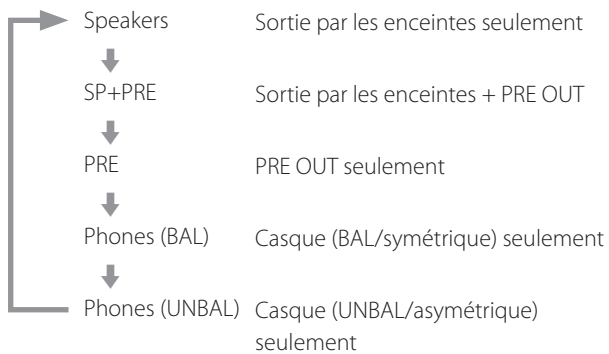 Speakers Sortie par les enceintes seulement
SP+PRE Sortie par les enceintes + PRE OUT
PRE PRE OUT seulement
Phones (BAL) Casque (BAL/symétrique) seulement
Phones (UNBAL) Casque (UNBAL/asymétrique)
seulement